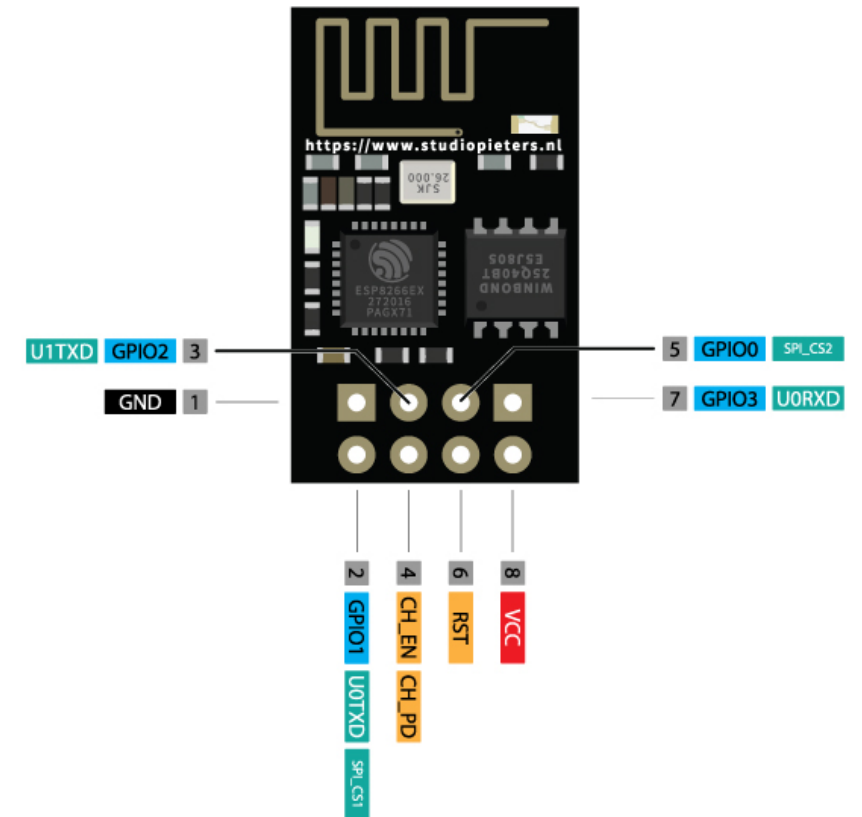 https://www.studiopieters.nl
SJK
26.000
ESP8266EX
272016
PAGX71
WINBOND
25Q40BT
E5J805
U1TXD GPIO2 3
5 GPIO0 SPI_CS2
GND 1
7 GPIO3 U0RXD
2 GPIO1 U0TXD SPI_CS1
4 CH_EN CH_PD
6 RST
8 VCC